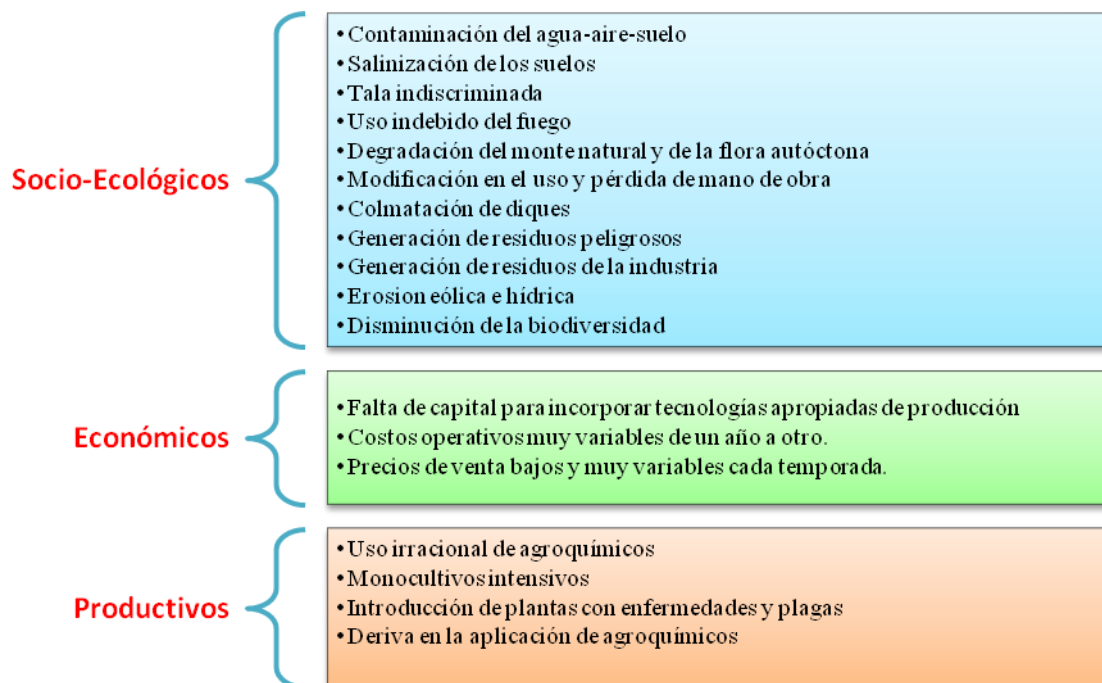 Socio-Ecológicos
• Contaminación del agua-aire-suelo
• Salinización de los suelos
• Tala indiscriminada
• Uso indebido del fuego
• Degradación del monte natural y de la flora autóctona
• Modificación en el uso y pérdida de mano de obra
• Colmatación de diques
• Generación de residuos peligrosos
• Generación de residuos de la industria
• Erosion eólica e hídrica
• Disminución de la biodiversidad
Económicos
• Falta de capital para incorporar tecnologías apropiadas de producción
• Costos operativos muy variables de un año a otro.
• Precios de venta bajos y muy variables cada temporada.
Productivos
• Uso irracional de agroquímicos
• Monocultivos intensivos
• Introducción de plantas con enfermedades y plagas
• Deriva en la aplicación de agroquímicos